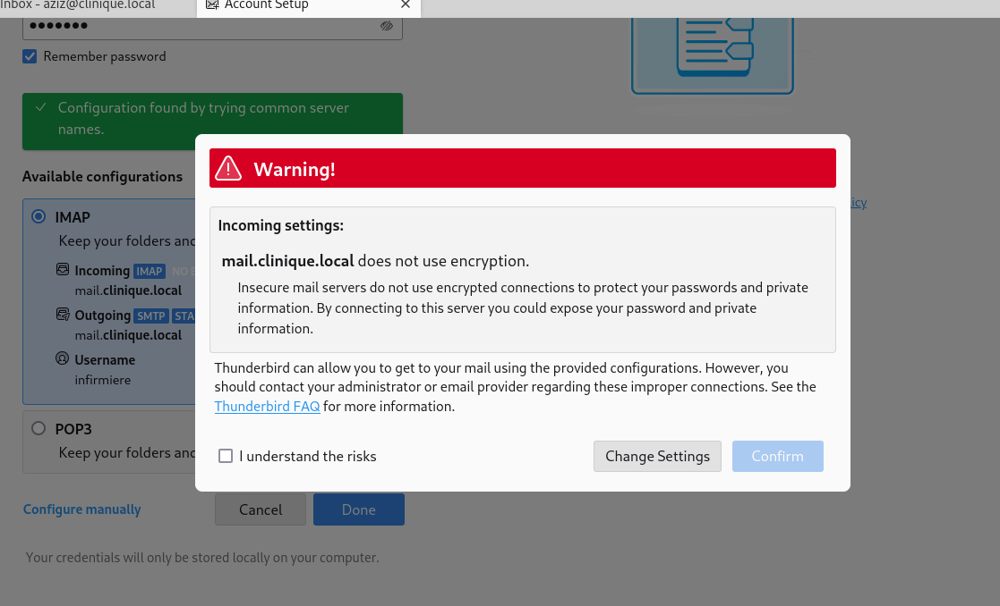 Inbox - aziz@clinique.local
Account Setup
Remember password
Configuration found by trying common server
names.
Available configurations
IMAP
Keep your folders and
Incoming IMAP NO E
mail.clinique.local
Outgoing SMTP STA
mail.clinique.local
Username
infirmiere
POP3
Keep your folders and
Configure manually
Cancel
Done
Your credentials will only be stored locally on your computer.
icy
Warning!
Incoming settings:
mail.clinique.local does not use encryption.
Insecure mail servers do not use encrypted connections to protect your passwords and private
information. By connecting to this server you could expose your password and private
information.
Thunderbird can allow you to get to your mail using the provided configurations. However, you
should contact your administrator or email provider regarding these improper connections. See the
Thunderbird FAQ for more information.
I understand the risks
Change Settings
Confirm